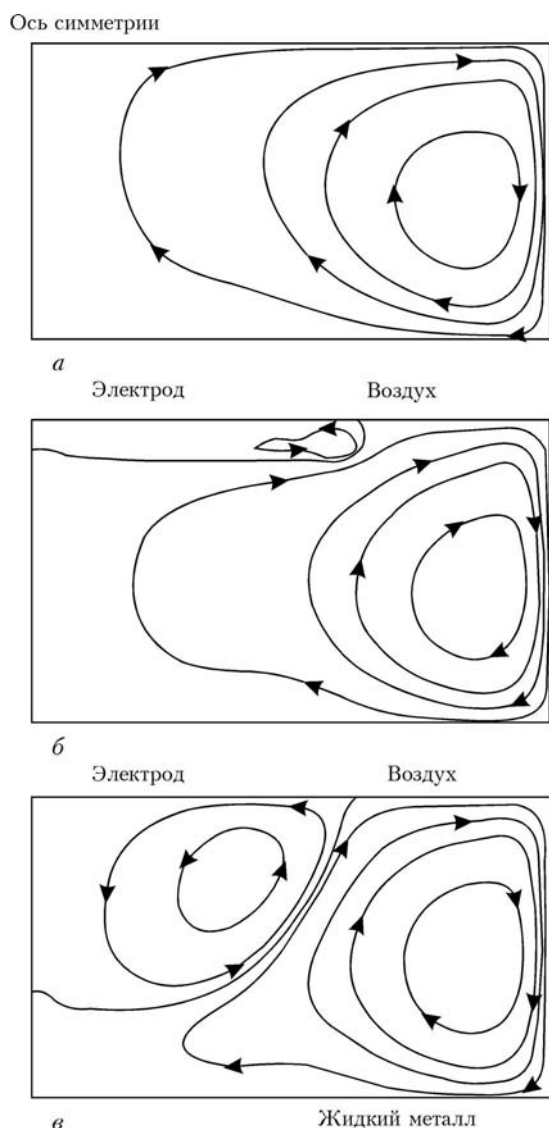 Ось симметрии
а
Электрод Воздух
б
Электрод Воздух
в Жидкий металл